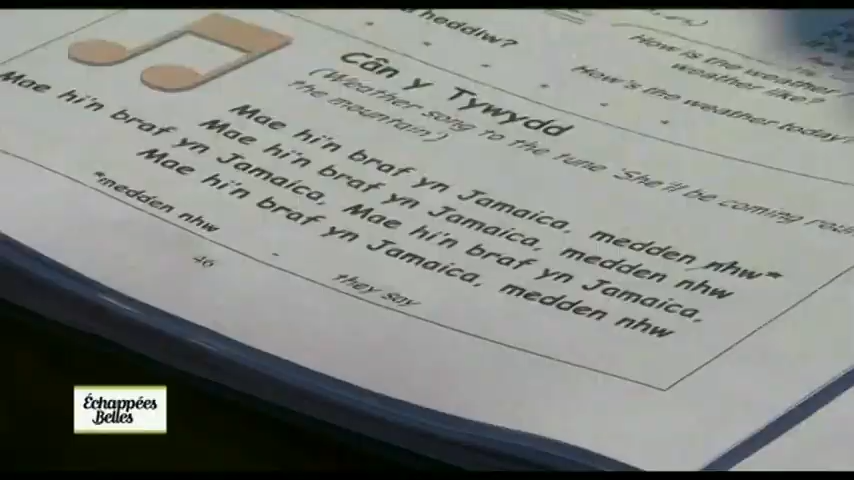 heddiw?
How is the weather
weather like?
How's the weather today?
Cân y Tywydd
(Weather song to the tune 'She'll be coming
the mountain')
Mae hi'n braf yn Jamaica, medden nhw*
Mae hi'n braf yn Jamaica, medden nhw
Mae hi'n braf yn Jamaica, Mae hi'n braf yn Jamaica,
Mae hi'n braf yn Jamaica, medden nhw
*medden nhw they say
46
Échappées
Belles